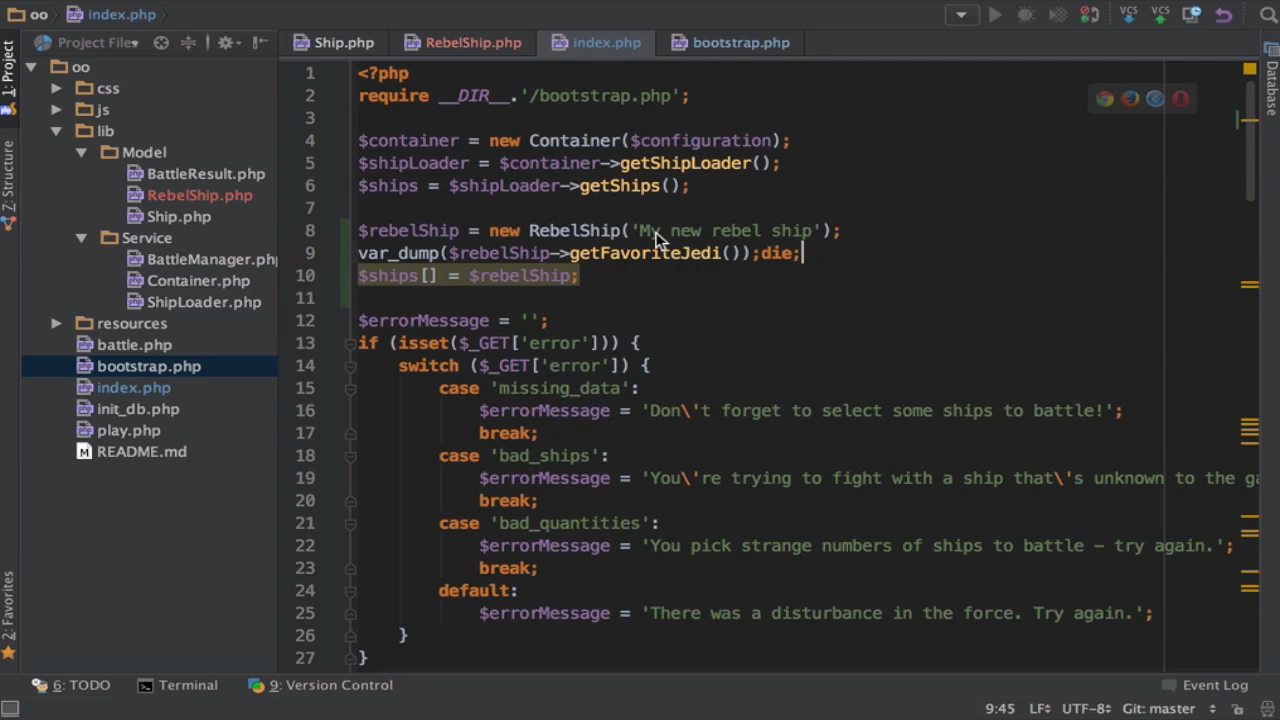 oo index.php
1: Project
Project Files
Ship.php RebelShip.php index.php bootstrap.php
Database
oo
css
js
lib
Model
BattleResult.php
RebelShip.php
Ship.php
Service
BattleManager.php
Container.php
ShipLoader.php
resources
battle.php
bootstrap.php
index.php
init_db.php
play.php
README.md
7: Structure
2: Favorites
VCS VCS
1 <?php
2 require __DIR__.'/bootstrap.php';
3
4 $container = new Container($configuration);
5 $shipLoader = $container->getShipLoader();
6 $ships = $shipLoader->getShips();
7
8 $rebelShip = new RebelShip('My new rebel ship');
9 var_dump($rebelShip->getFavoriteJedi());die;
10 $ships[] = $rebelShip;
11
12 $errorMessage = '';
13 if (isset($_GET['error'])) {
14 switch ($_GET['error']) {
15 case 'missing_data':
16 $errorMessage = 'Don\'t forget to select some ships to battle!';
17 break;
18 case 'bad_ships':
19 $errorMessage = 'You\'re trying to fight with a ship that\'s unknown to the ga
20 break;
21 case 'bad_quantities':
22 $errorMessage = 'You pick strange numbers of ships to battle – try again.';
23 break;
24 default:
25 $errorMessage = 'There was a disturbance in the force. Try again.';
26 }
27 }
6: TODO Terminal 9: Version Control Event Log
9:45 LF UTF-8 Git: master